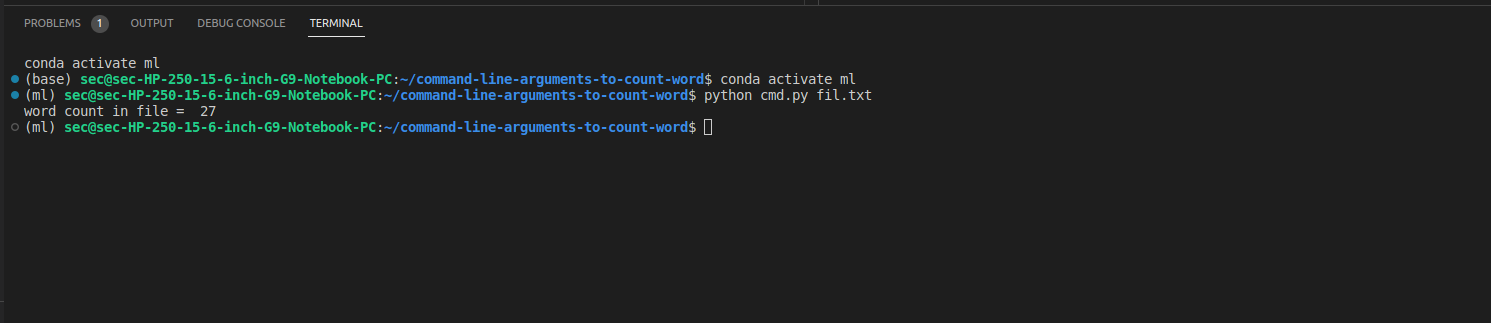 PROBLEMS 1 OUTPUT DEBUG CONSOLE TERMINAL
conda activate ml
(base) sec@sec-HP-250-15-6-inch-G9-Notebook-PC:~/command-line-arguments-to-count-word$ conda activate ml
(ml) sec@sec-HP-250-15-6-inch-G9-Notebook-PC:~/command-line-arguments-to-count-word$ python cmd.py fil.txt
word count in file =  27
(ml) sec@sec-HP-250-15-6-inch-G9-Notebook-PC:~/command-line-arguments-to-count-word$